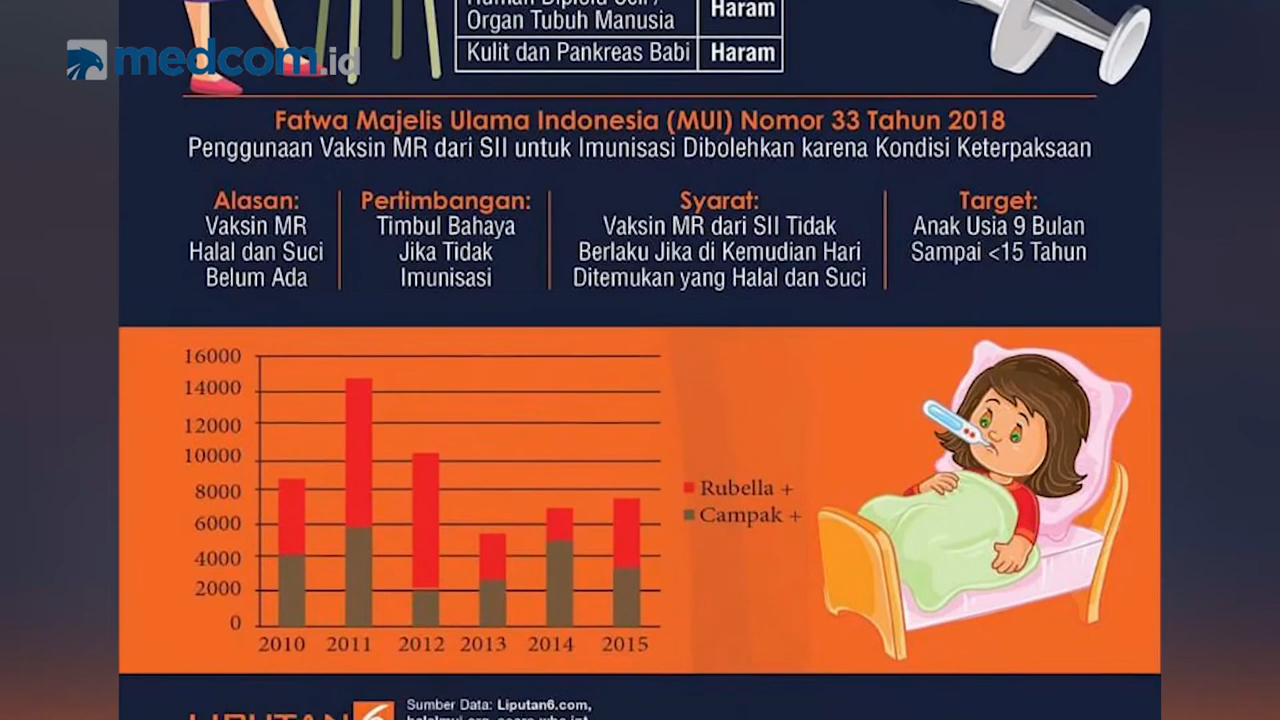 Organ Tubuh Manusia
Haram
Kulit dan Pankreas Babi
Haram
medcom.id
Fatwa Majelis Ulama Indonesia (MUI) Nomor 33 Tahun 2018
Penggunaan Vaksin MR dari SII untuk Imunisasi Dibolehkan karena Kondisi Keterpaksaan
Alasan:
Vaksin MR
Halal dan Suci
Belum Ada
Pertimbangan:
Timbul Bahaya
Jika Tidak
Imunisasi
Syarat:
Vaksin MR dari SII Tidak
Berlaku Jika di Kemudian Hari
Ditemukan yang Halal dan Suci
Target:
Anak Usia 9 Bulan
Sampai <15 Tahun
16000
14000
12000
10000
8000
6000
4000
2000
0
2010 2011 2012 2013 2014 2015
Rubella +
Campak +
LIPUTAN 6
Sumber Data: Liputan6.com,